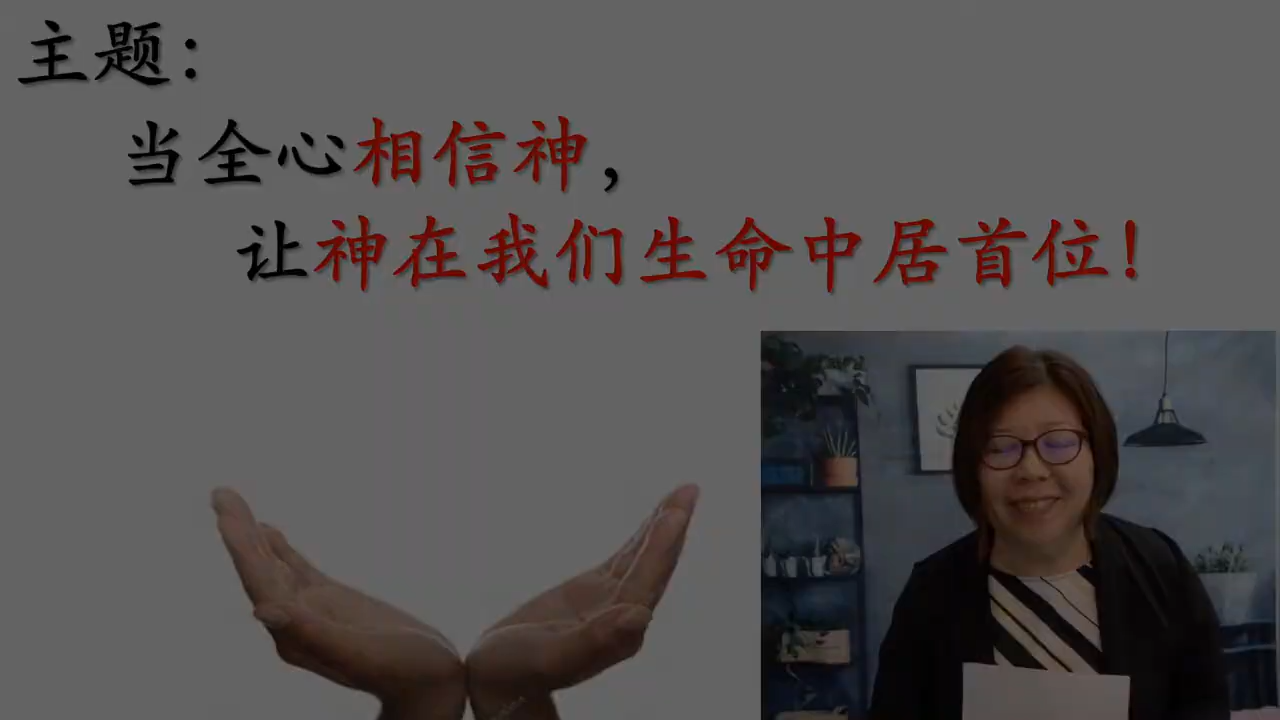 主题：
当全心相信神，
让神在我们生命中居首位！